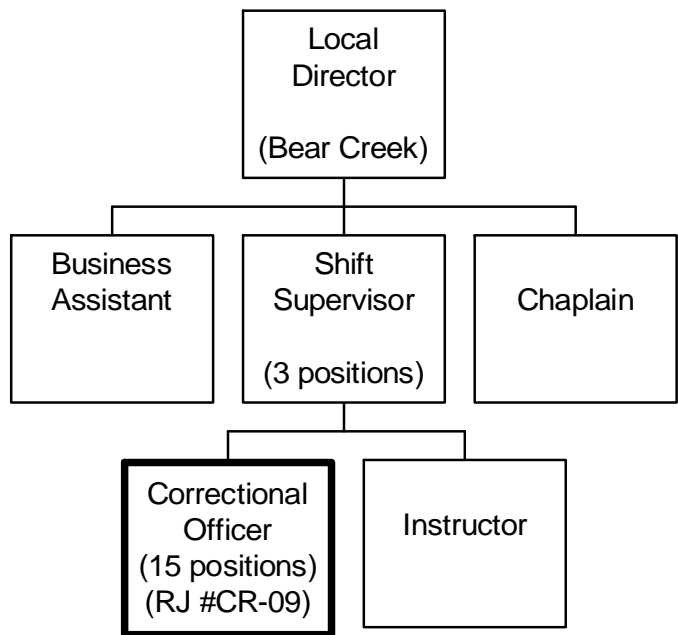 Local
Director
(Bear Creek)
Business
Assistant
Shift
Supervisor
(3 positions)
Chaplain
Correctional
Officer
(15 positions)
(RJ #CR-09)
Instructor